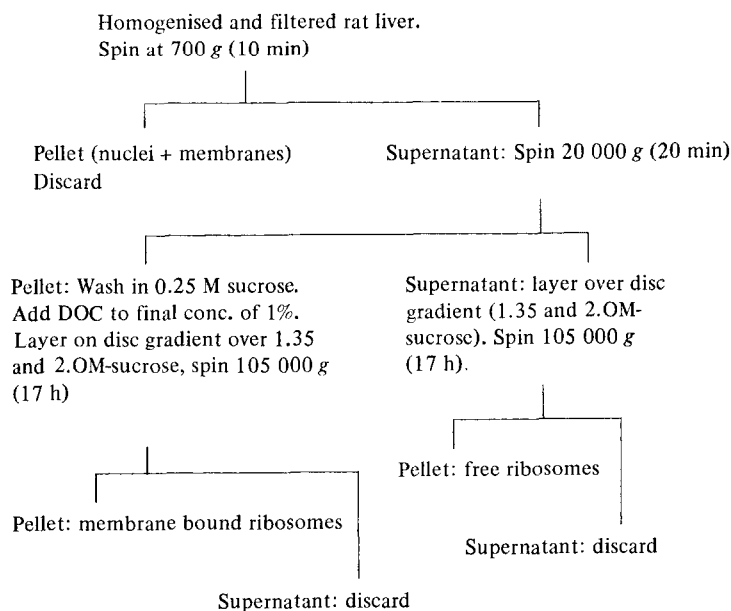 Homogenised and filtered rat liver.
Spin at 700 g (10 min)
Pellet (nuclei + membranes)
Discard
Supernatant: Spin 20 000 g (20 min)
Pellet: Wash in 0.25 M sucrose.
Add DOC to final conc. of 1%.
Layer on disc gradient over 1.35
and 2.OM-sucrose, spin 105 000 g
(17 h)
Supernatant: layer over disc
gradient (1.35 and 2.OM-
sucrose). Spin 105 000 g
(17 h).
Pellet: free ribosomes
Pellet: membrane bound ribosomes
Supernatant: discard
Supernatant: discard